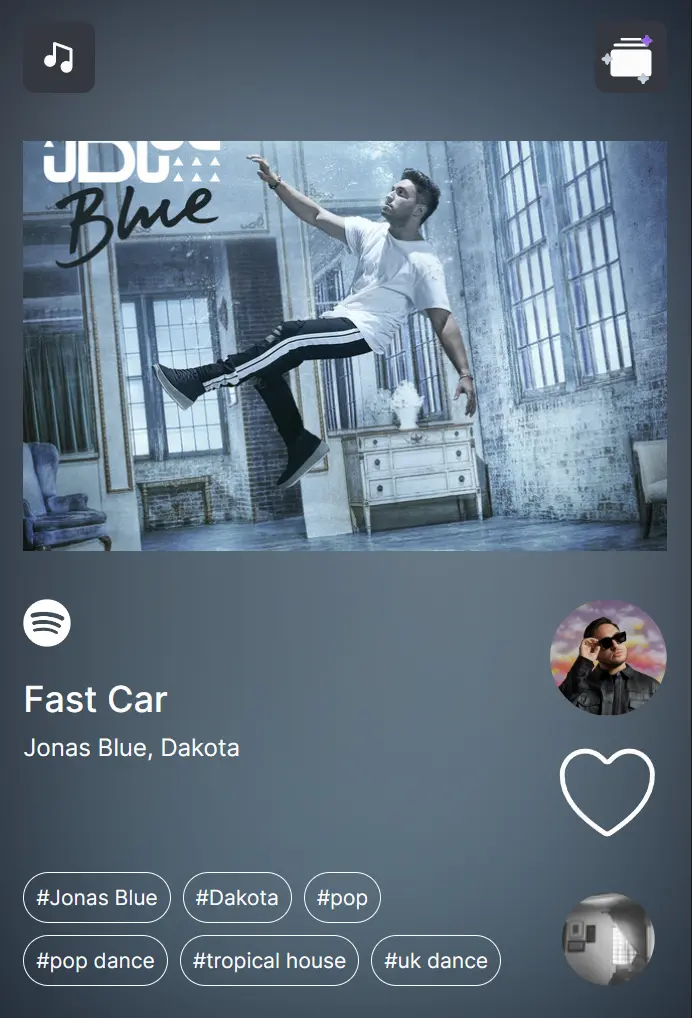 Blue
Fast Car
Jonas Blue, Dakota
#Jonas Blue #Dakota #pop
#pop dance #tropical house #uk dance